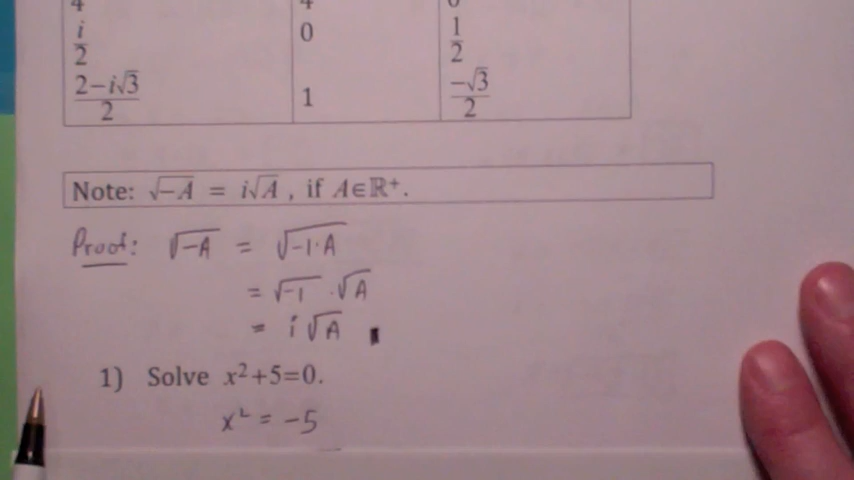 i/2 0 1/2
2−i√3/2 1 −√3/2
Note: √−A = i√A , if A∈ℝ⁺.
Proof: √−A = √−1·A
= √−1 ·√A
= i√A ∎
1) Solve x²+5=0.
x² = −5